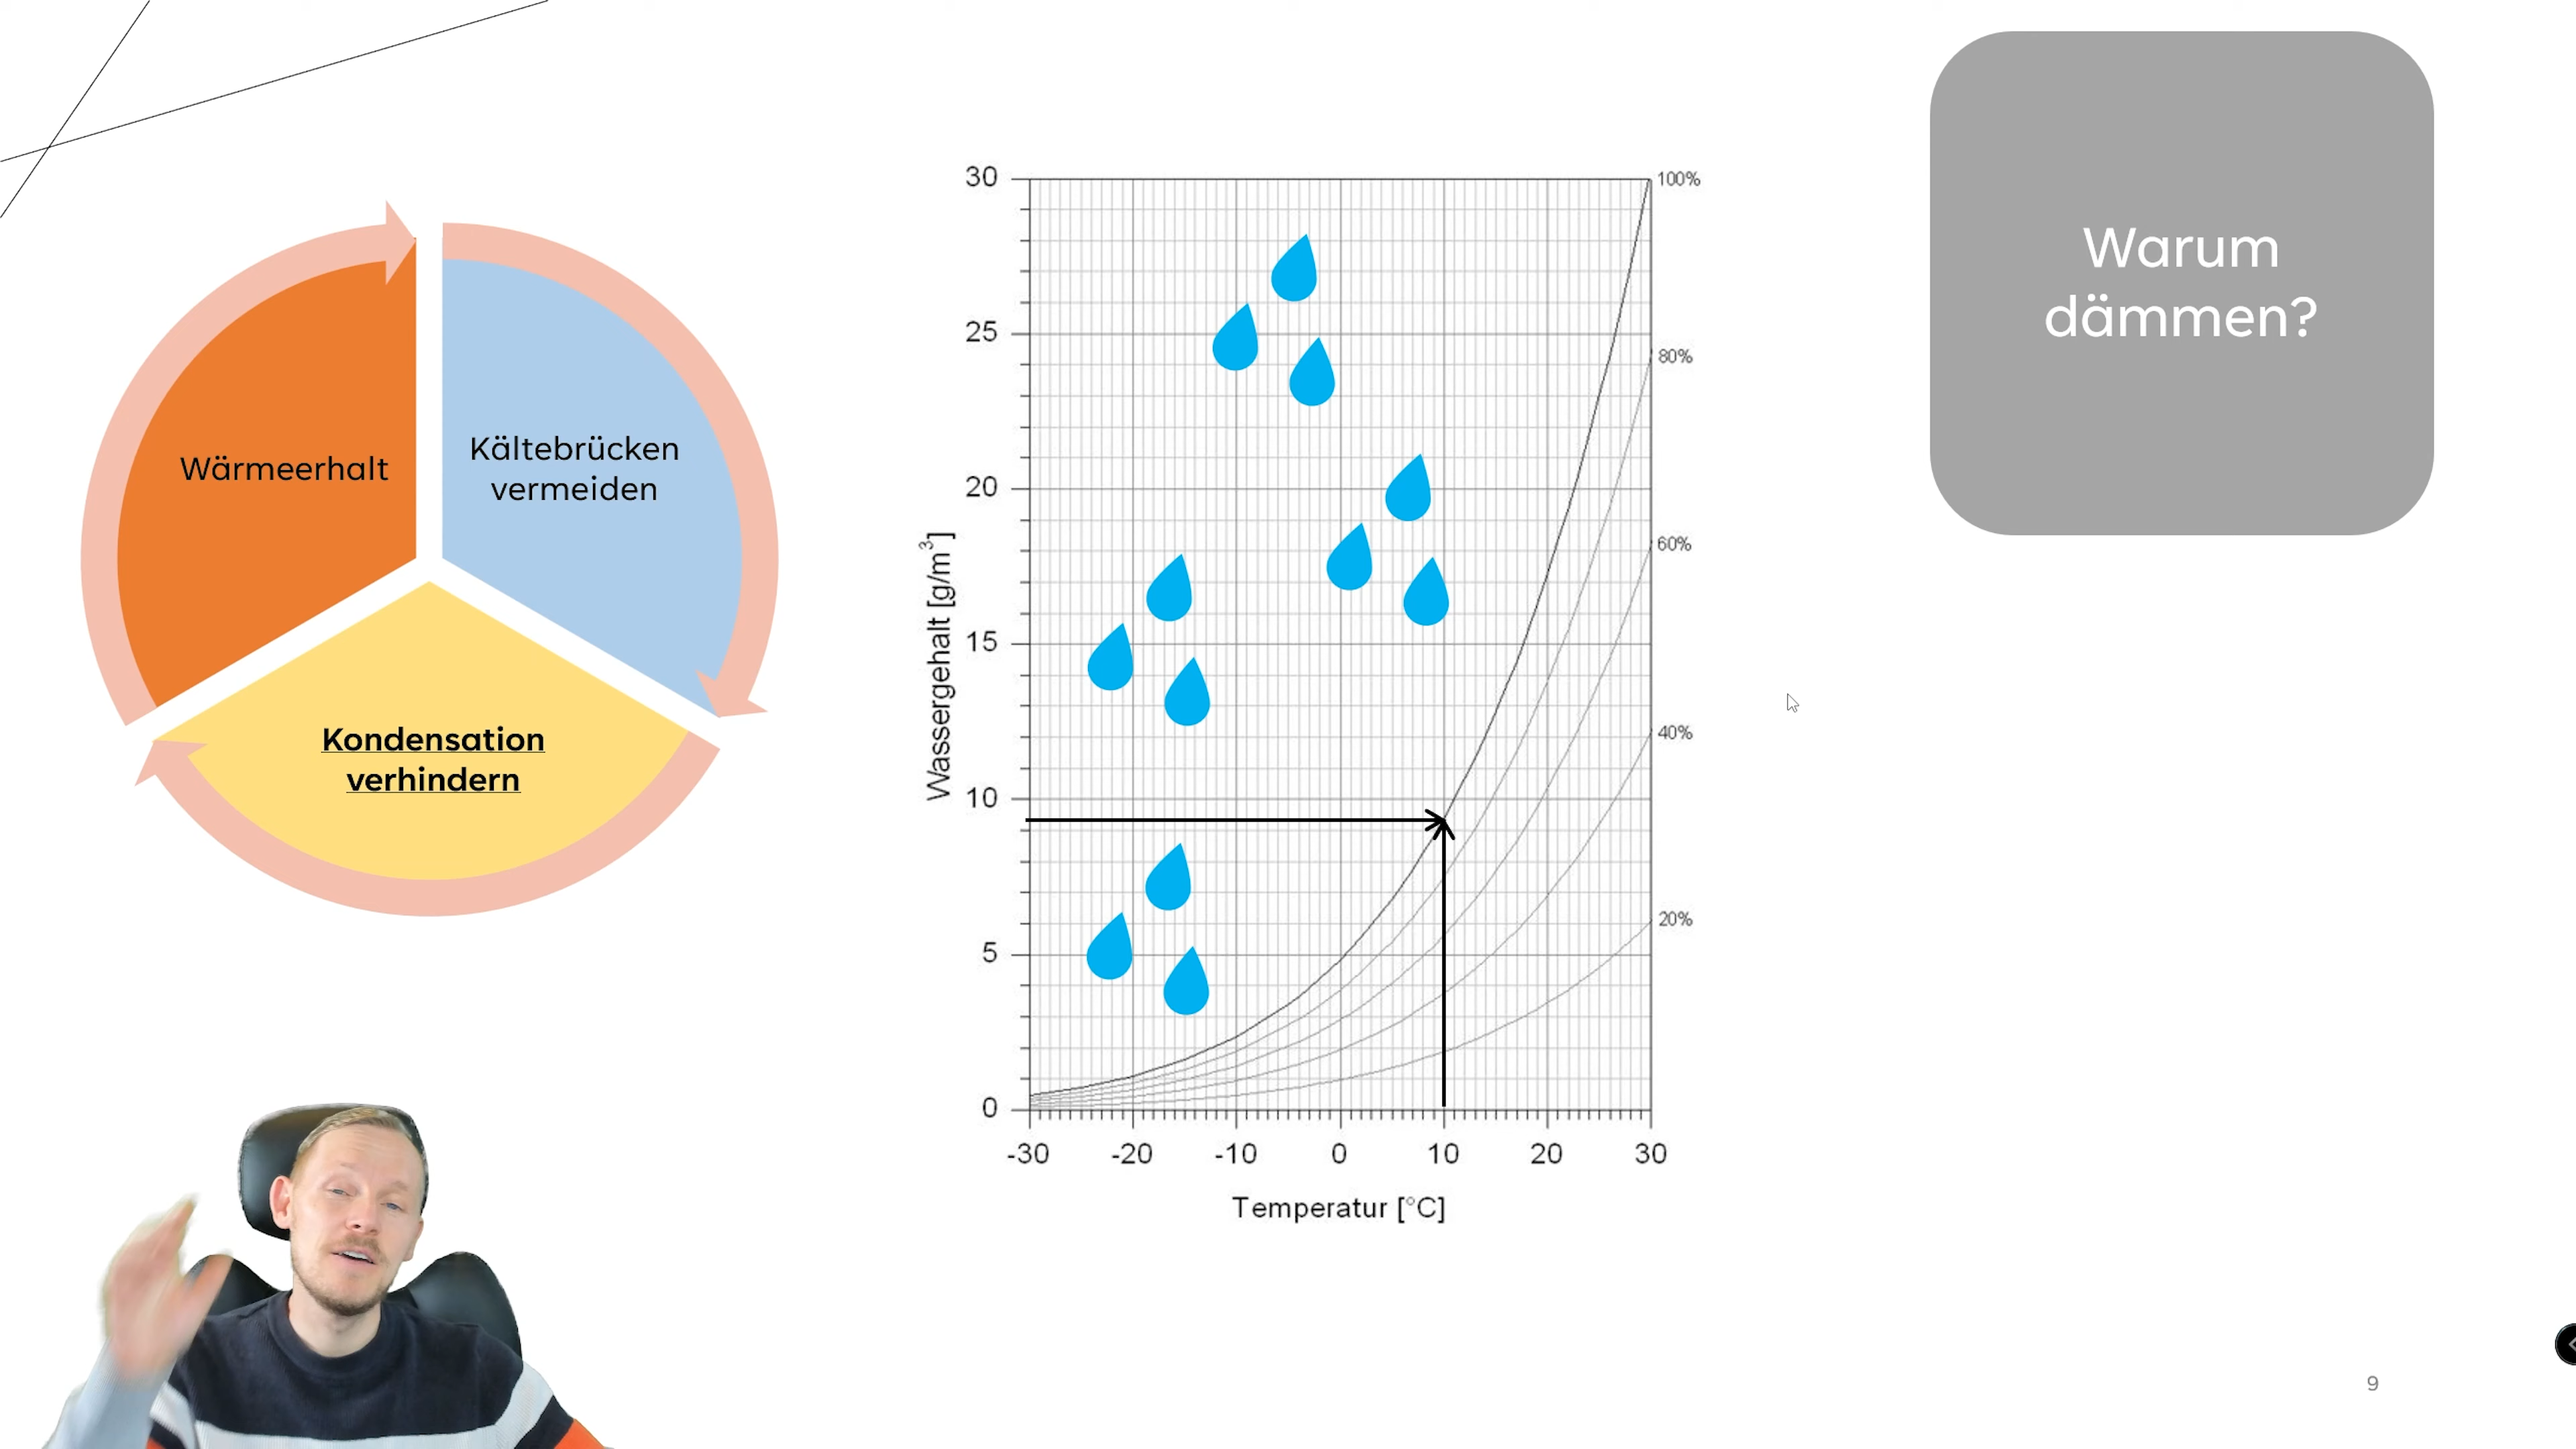 Warum
dämmen?
Wärmeerhalt
Kältebrücken
vermeiden
Kondensation
verhindern
Wassergehalt [g/m³]
30
25
20
15
10
5
0
-30
-20
-10
0
10
20
30
Temperatur [°C]
100%
80%
60%
40%
20%
9